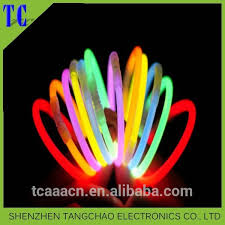 TC
tcaaacn.en.alibaba.com
SHENZHEN TANGCHAO ELECTRONICS CO., LTD.